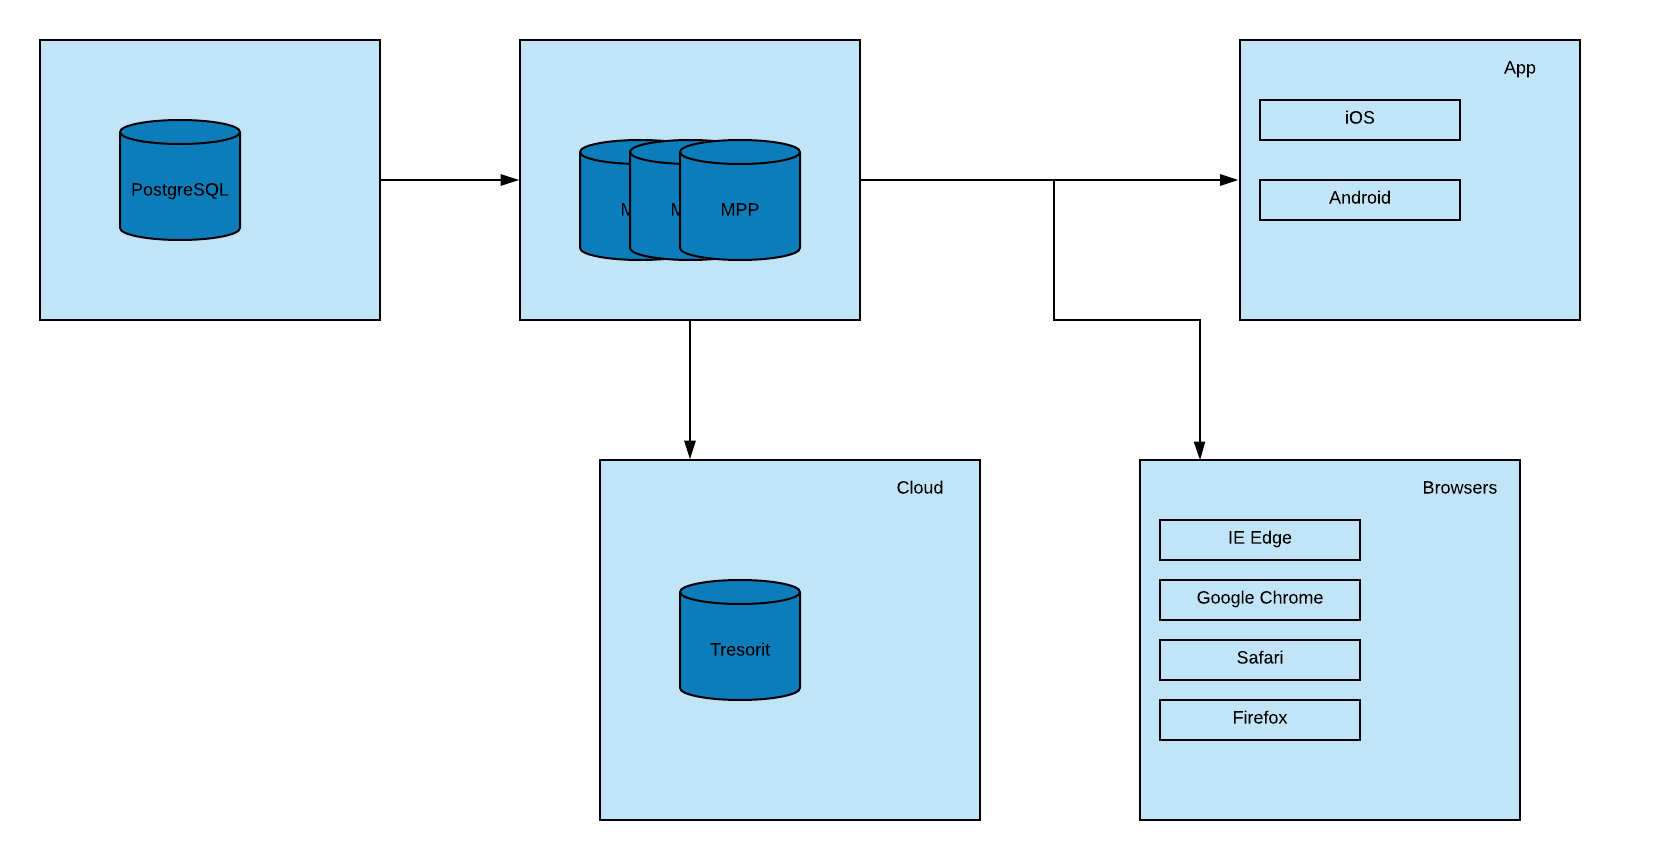 PostgreSQL
MPP
App
iOS
Android
Cloud
Tresorit
Browsers
IE Edge
Google Chrome
Safari
Firefox